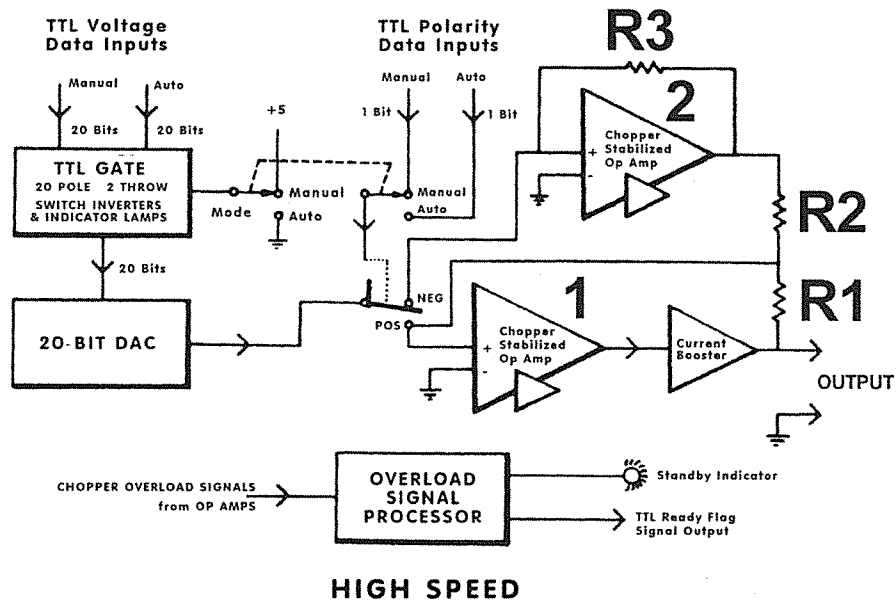 TTL Voltage
Data Inputs
TTL Polarity
Data Inputs
R3
Manual
Auto
Manual
Auto
20 Bits
20 Bits
+5
1 Bit
1 Bit
2
Chopper
Stabilized
Op Amp
+
-
TTL GATE
20 POLE 2 THROW
SWITCH INVERTERS
& INDICATOR LAMPS
Mode
Manual
Auto
Manual
Auto
R2
20 Bits
NEG
POS
R1
20-BIT DAC
1
Chopper
Stabilized
Op Amp
+
-
Current
Booster
OUTPUT
CHOPPER OVERLOAD SIGNALS
from OP AMPS
OVERLOAD
SIGNAL
PROCESSOR
Standby Indicator
TTL Ready Flag
Signal Output
HIGH SPEED